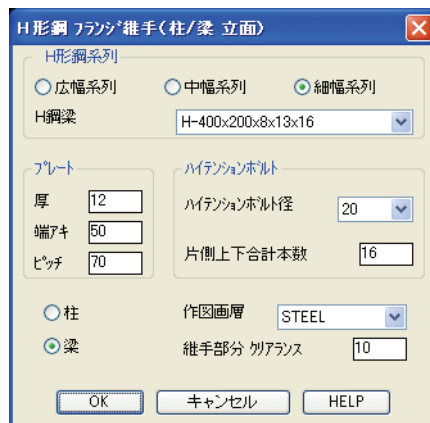 H形鋼 ﾌﾗﾝｼﾞ継手(柱/梁 立面)
H形鋼系列
広幅系列 中幅系列 細幅系列
H鋼梁 H-400x200x8x13x16
ﾌﾟﾚｰﾄ ﾊｲﾃﾝｼｮﾝﾎﾞﾙﾄ
厚 12 ﾊｲﾃﾝｼｮﾝﾎﾞﾙﾄ径 20
端ｱｷ 50
ﾋﾟｯﾁ 70 片側上下合計本数 16
柱 作図画層 STEEL
梁 継手部分 ｸﾘｱﾗﾝｽ 10
OK キャンセル HELP